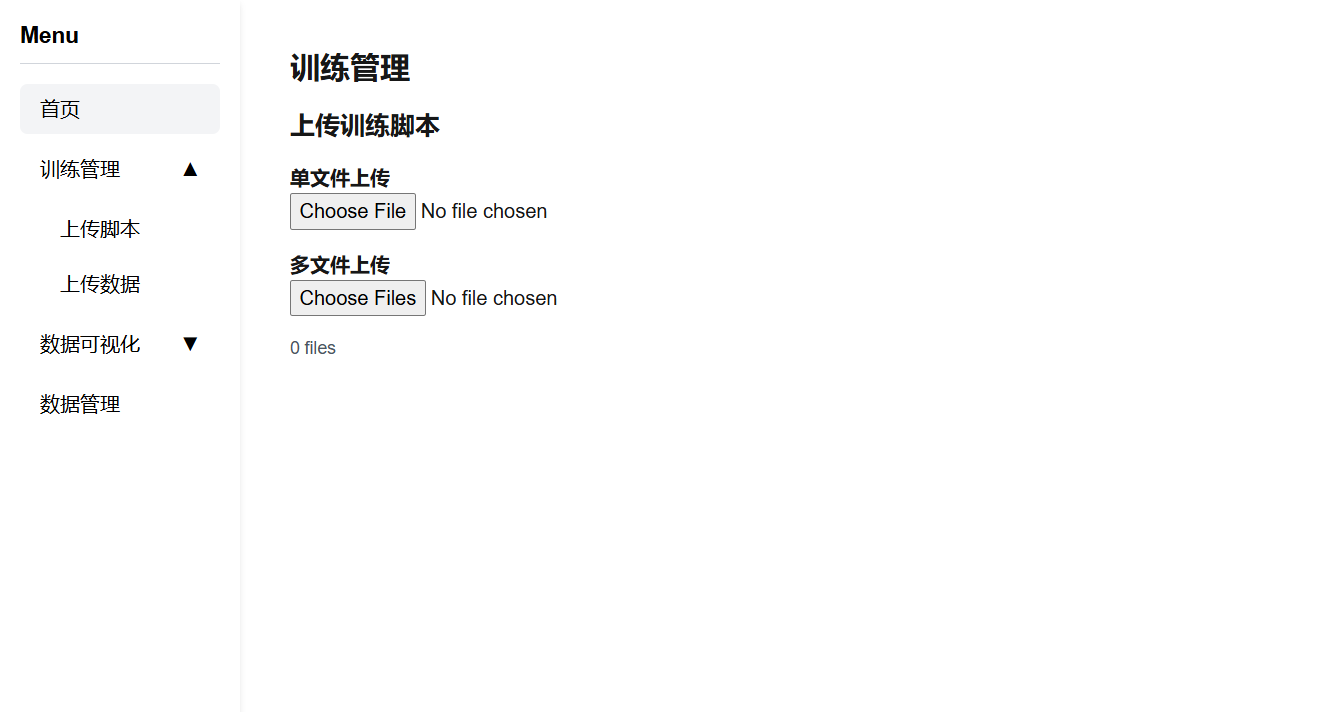 Menu
首页
训练管理 ▲
上传脚本
上传数据
数据可视化 ▼
数据管理
训练管理
上传训练脚本
单文件上传
Choose File No file chosen
多文件上传
Choose Files No file chosen
0 files